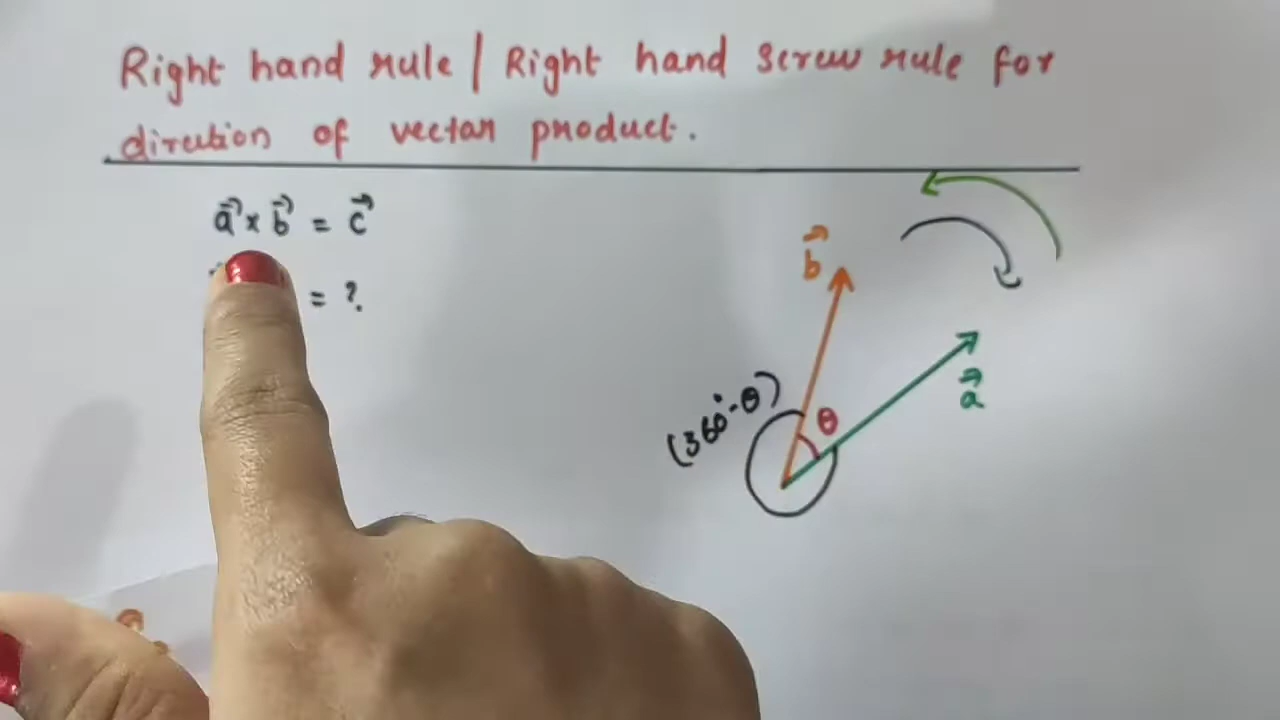 Right hand rule / Right hand screw rule for
direction of vector product.
a⃗ × b⃗ = c⃗
= ?
b⃗
a⃗
θ
(360° - θ)